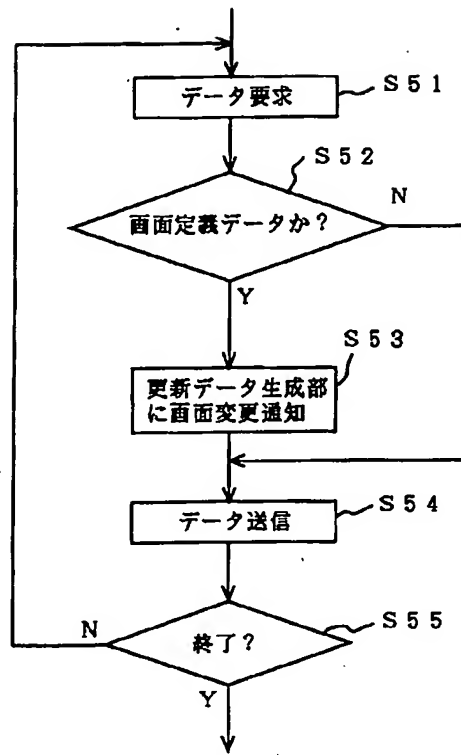 データ要求
S51
S52
画面定義データか?
N
Y
S53
更新データ生成部
に画面変更通知
データ送信
S54
S55
N
終了?
Y